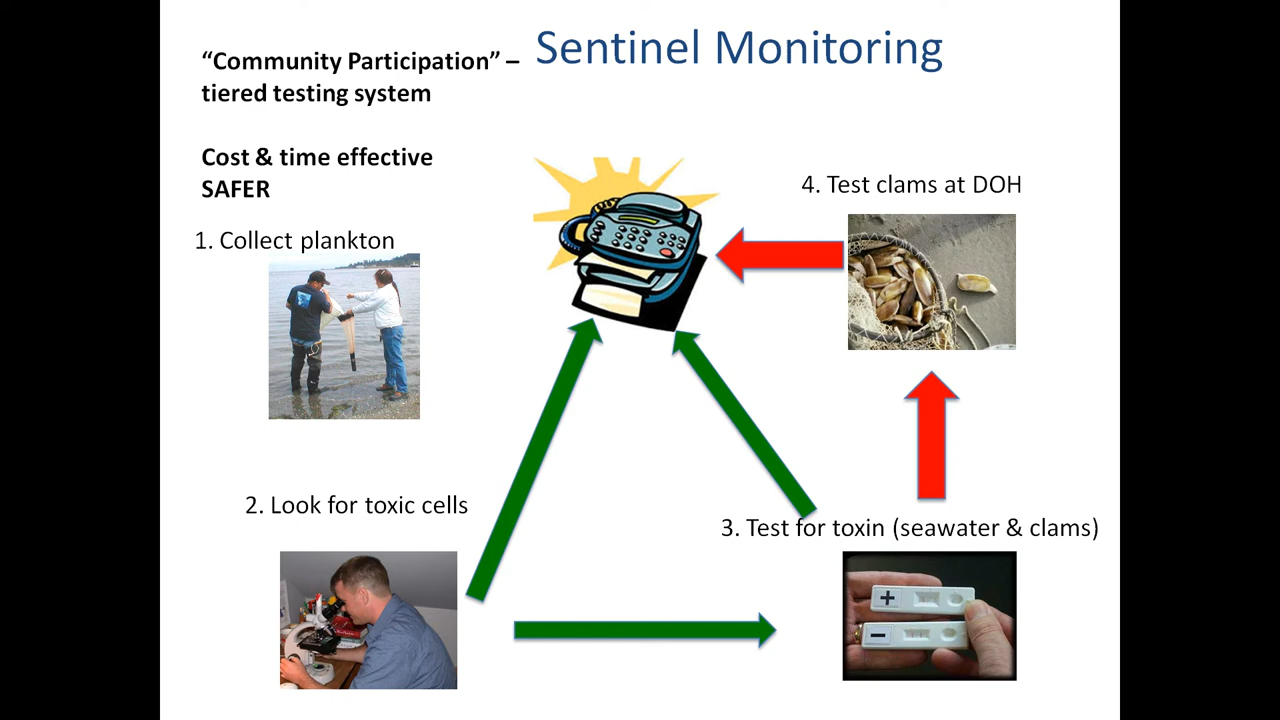 Sentinel Monitoring
“Community Participation” –
tiered testing system
Cost & time effective
SAFER
1. Collect plankton
4. Test clams at DOH
2. Look for toxic cells
3. Test for toxin (seawater & clams)
+
-